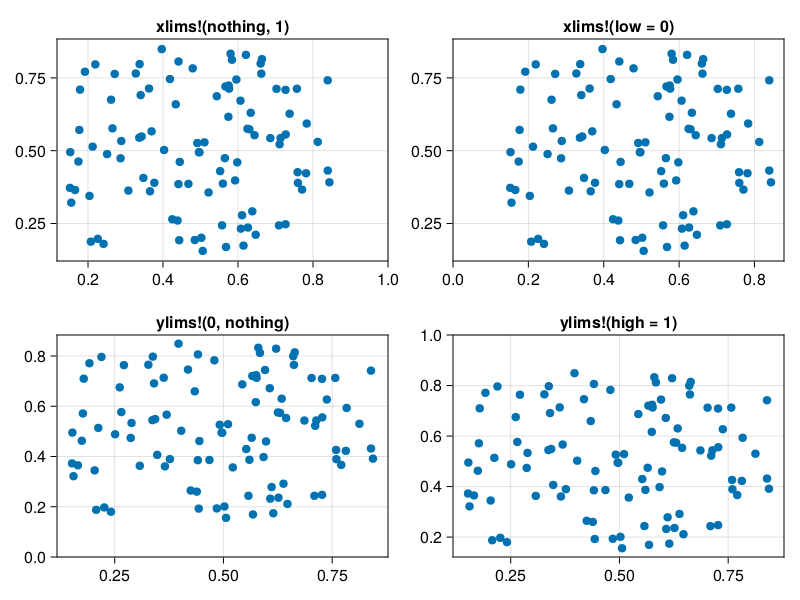 xlims!(nothing, 1)
0.75
0.50
0.25
0.2 0.4 0.6 0.8 1.0
xlims!(low = 0)
0.75
0.50
0.25
0.0 0.2 0.4 0.6 0.8
ylims!(0, nothing)
0.8
0.6
0.4
0.2
0.0
0.25 0.50 0.75
ylims!(high = 1)
1.0
0.8
0.6
0.4
0.2
0.25 0.50 0.75